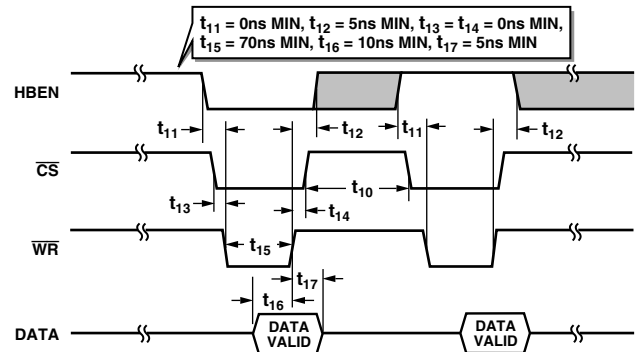 t11 = 0ns MIN, t12 = 5ns MIN, t13 = t14 = 0ns MIN,
t15 = 70ns MIN, t16 = 10ns MIN, t17 = 5ns MIN
HBEN
t11
t12
t11
t12
CS
t10
t13
t14
WR
t15
t17
t16
DATA
DATA
VALID
DATA
VALID